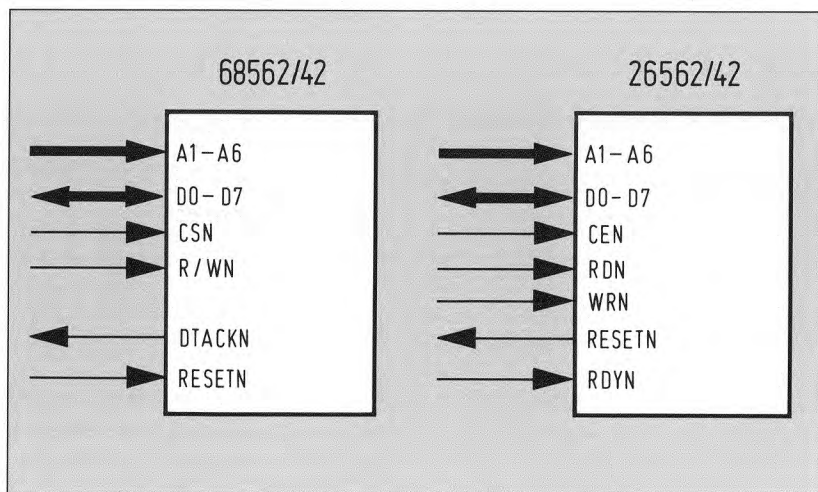 68562/42
A1-A6
D0-D7
CSN
R/WN
DTACKN
RESETN
26562/42
A1-A6
D0-D7
CEN
RDN
WRN
RESETN
RDYN